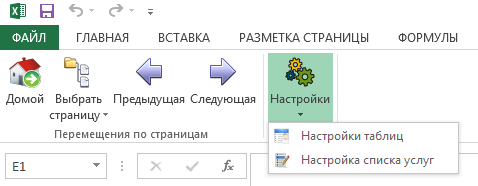 ФАЙЛ ГЛАВНАЯ ВСТАВКА РАЗМЕТКА СТРАНИЦЫ ФОРМУЛЫ
Домой Выбрать страницу Предыдущая Следующая Настройки
Перемещения по страницам
Настройки таблиц
Настройка списка услуг
E1 fx